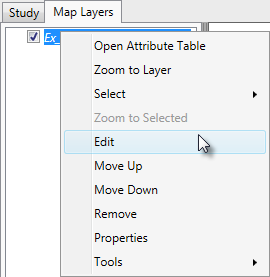 Study Map Layers
Ex_
Open Attribute Table
Zoom to Layer
Select
Zoom to Selected
Edit
Move Up
Move Down
Remove
Properties
Tools